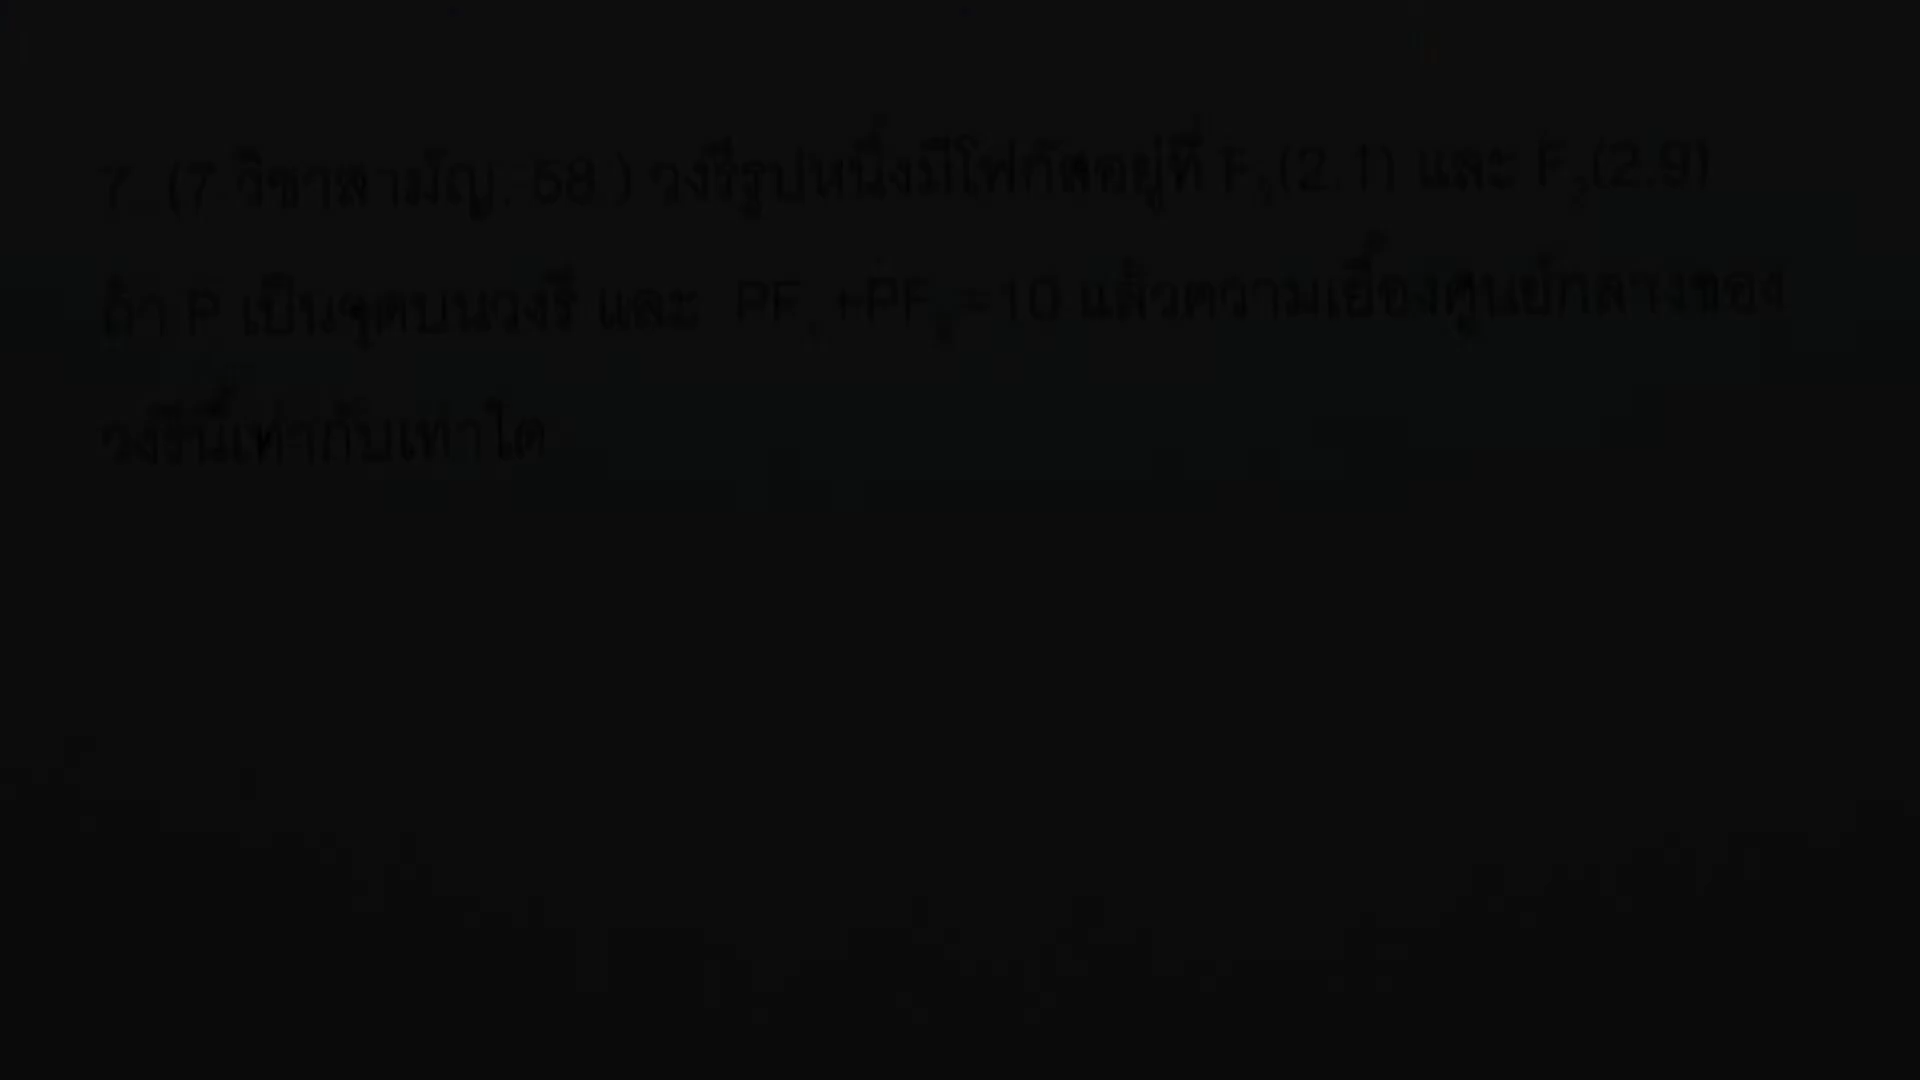 7. (7 วิชาสามัญ, 58 ) วงรีรูปหนึ่งมีโฟกัสอยู่ที่ F₁(2,1) และ F₂(2,9)
ถ้า P เป็นจุดบนวงรี และ PF₁+PF₂=10 แล้วความเยื้องศูนย์กลางของ
วงรีนี้เท่ากับเท่าใด